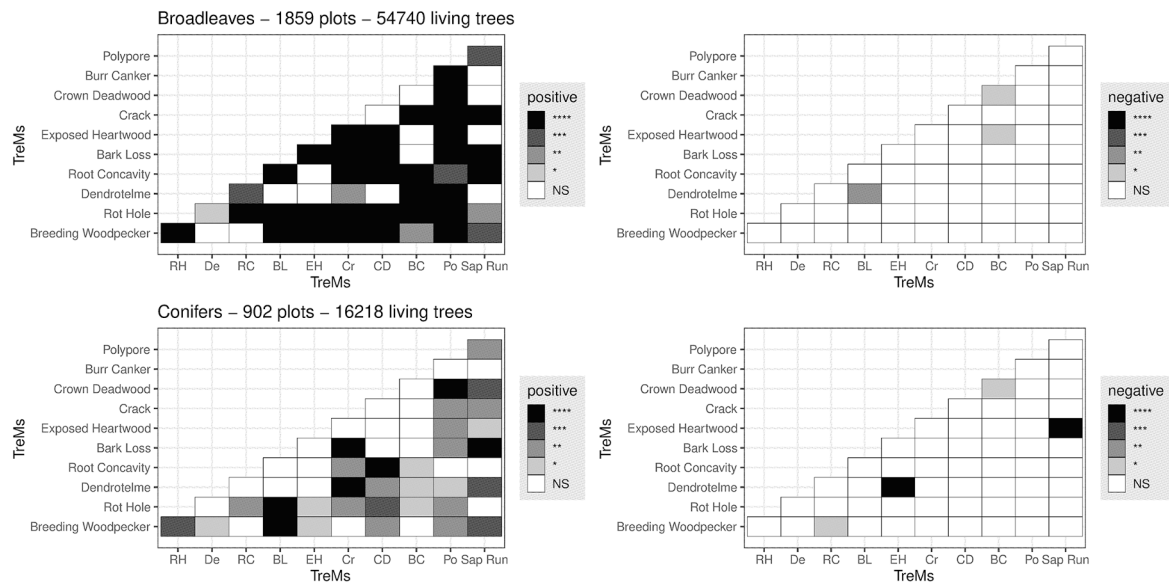 Broadleaves – 1859 plots – 54740 living trees
TreMs
Polypore
Burr Canker
Crown Deadwood
Crack
Exposed Heartwood
Bark Loss
Root Concavity
Dendrotelme
Rot Hole
Breeding Woodpecker
RH De RC BL EH Cr CD BC Po Sap Run
TreMs
positive
****
***
**
*
NS
TreMs
Polypore
Burr Canker
Crown Deadwood
Crack
Exposed Heartwood
Bark Loss
Root Concavity
Dendrotelme
Rot Hole
Breeding Woodpecker
RH De RC BL EH Cr CD BC Po Sap Run
TreMs
negative
****
***
**
*
NS
Conifers – 902 plots – 16218 living trees
TreMs
Polypore
Burr Canker
Crown Deadwood
Crack
Exposed Heartwood
Bark Loss
Root Concavity
Dendrotelme
Rot Hole
Breeding Woodpecker
RH De RC BL EH Cr CD BC Po Sap Run
TreMs
positive
****
***
**
*
NS
TreMs
Polypore
Burr Canker
Crown Deadwood
Crack
Exposed Heartwood
Bark Loss
Root Concavity
Dendrotelme
Rot Hole
Breeding Woodpecker
RH De RC BL EH Cr CD BC Po Sap Run
TreMs
negative
****
***
**
*
NS